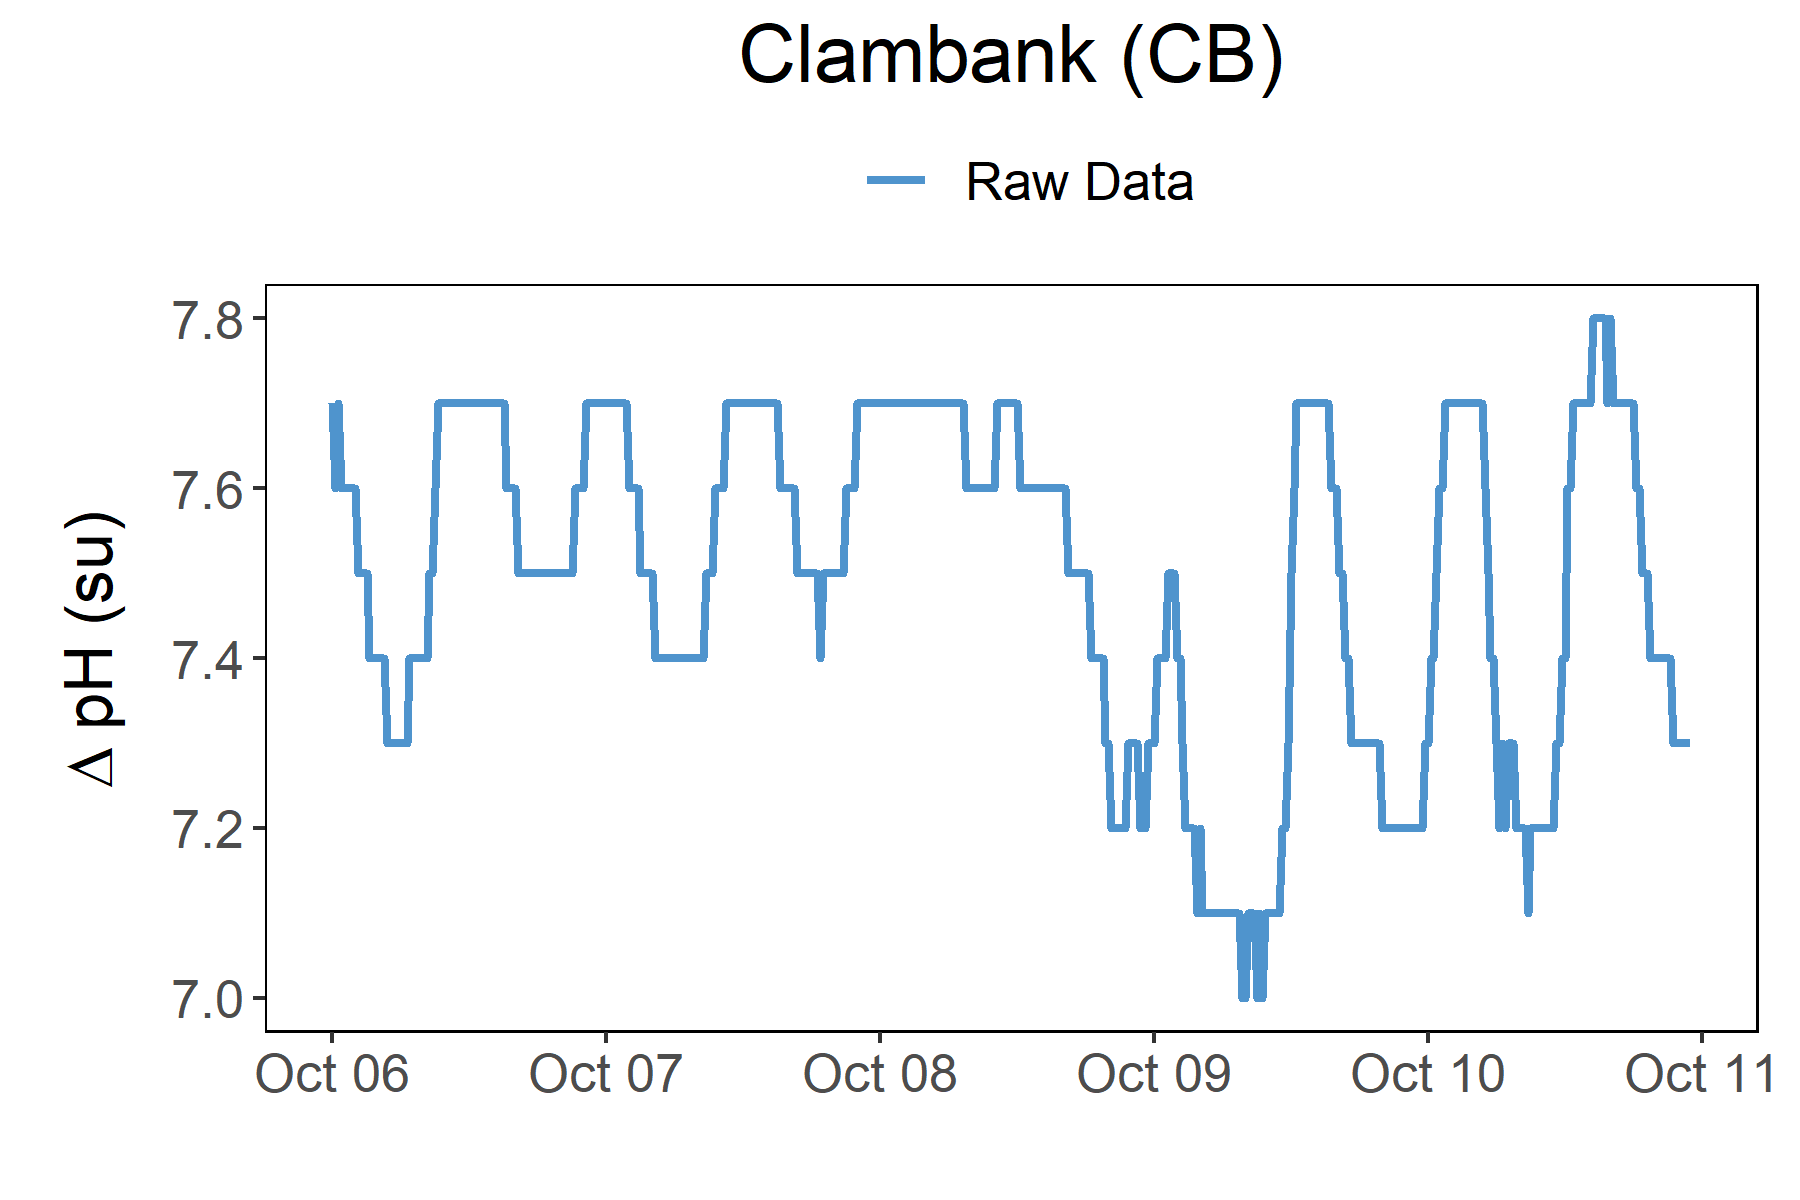 Clambank (CB)
Raw Data
Δ pH (su)
7.8
7.6
7.4
7.2
7.0
Oct 06 Oct 07 Oct 08 Oct 09 Oct 10 Oct 11